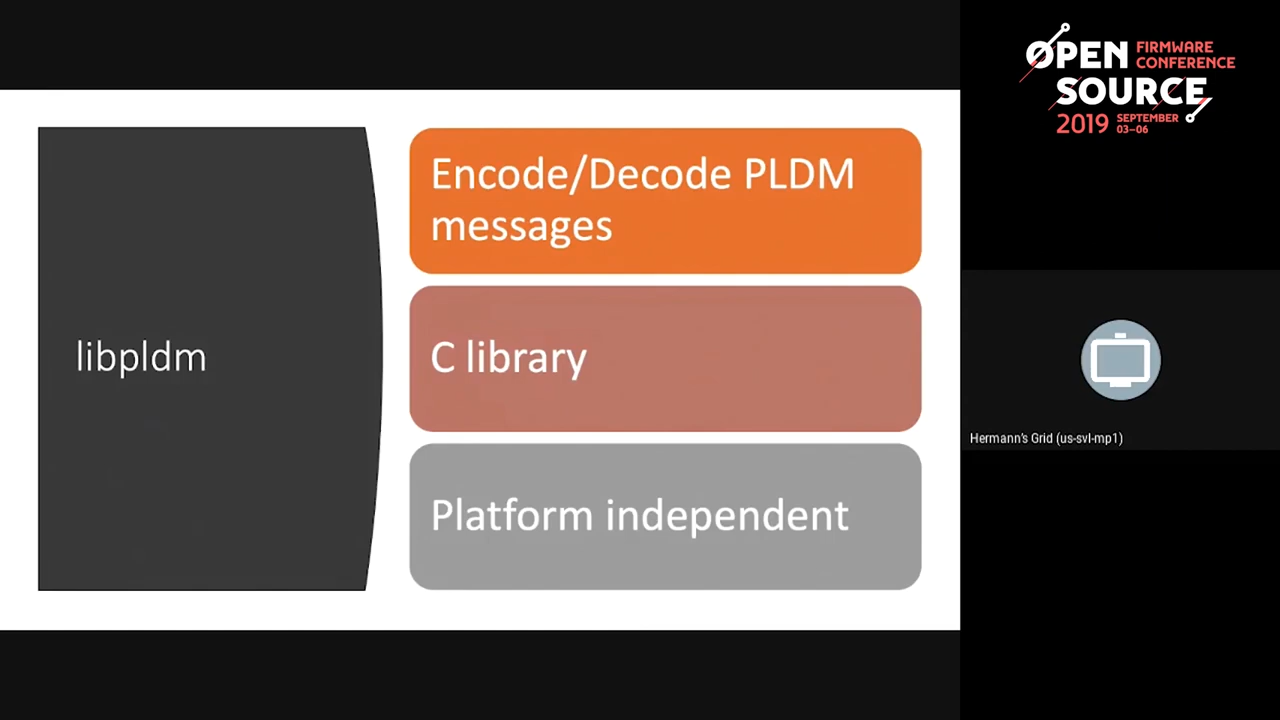 libpldm
Encode/Decode PLDM
messages
C library
Platform independent
OPEN FIRMWARE
CONFERENCE
SOURCE
2019 SEPTEMBER
03–06
Hermann's Grid (us-svl-mp1)